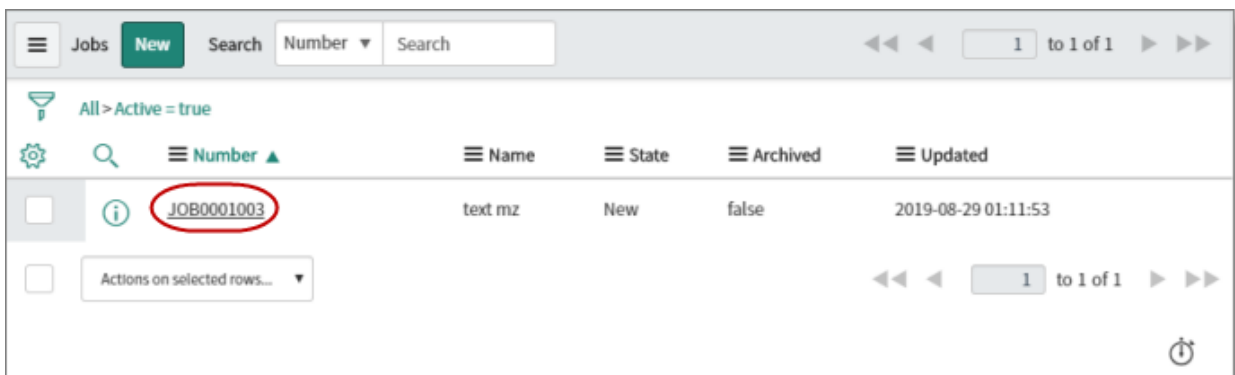 Jobs New Search Number Search 1 to 1 of 1
All > Active = true
Number Name State Archived Updated
JOB0001003 text mz New false 2019-08-29 01:11:53
Actions on selected rows... 1 to 1 of 1